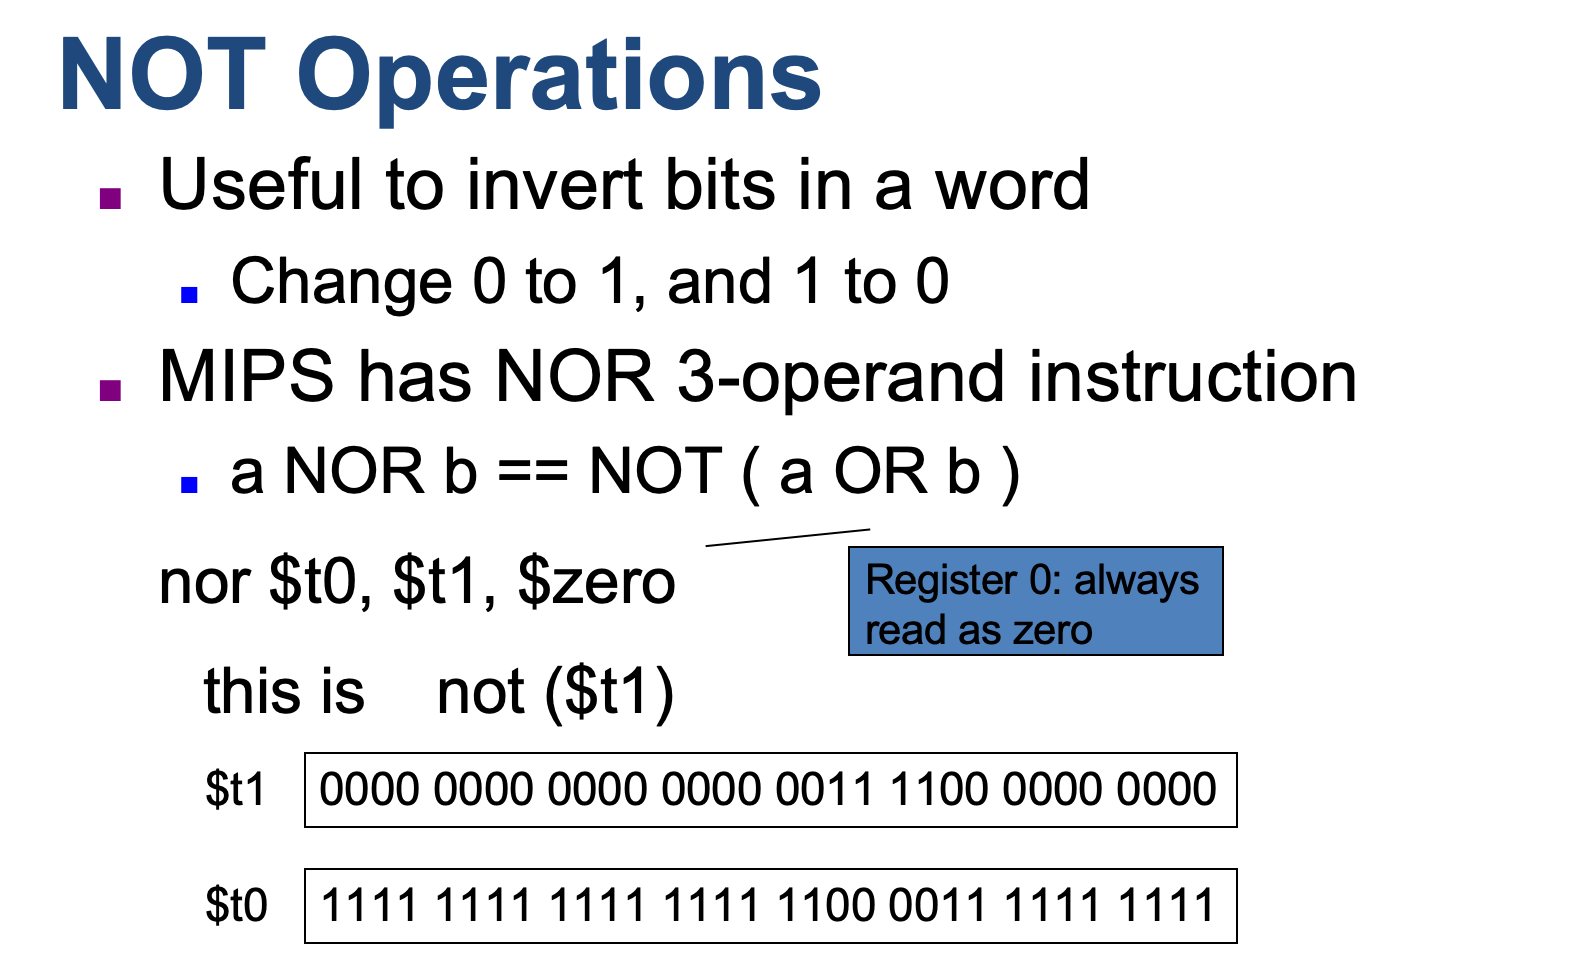 NOT Operations
Useful to invert bits in a word
Change 0 to 1, and 1 to 0
MIPS has NOR 3-operand instruction
a NOR b == NOT ( a OR b )
nor $t0, $t1, $zero
Register 0: always
read as zero
this is not ($t1)
$t1 0000 0000 0000 0000 0011 1100 0000 0000
$t0 1111 1111 1111 1111 1100 0011 1111 1111